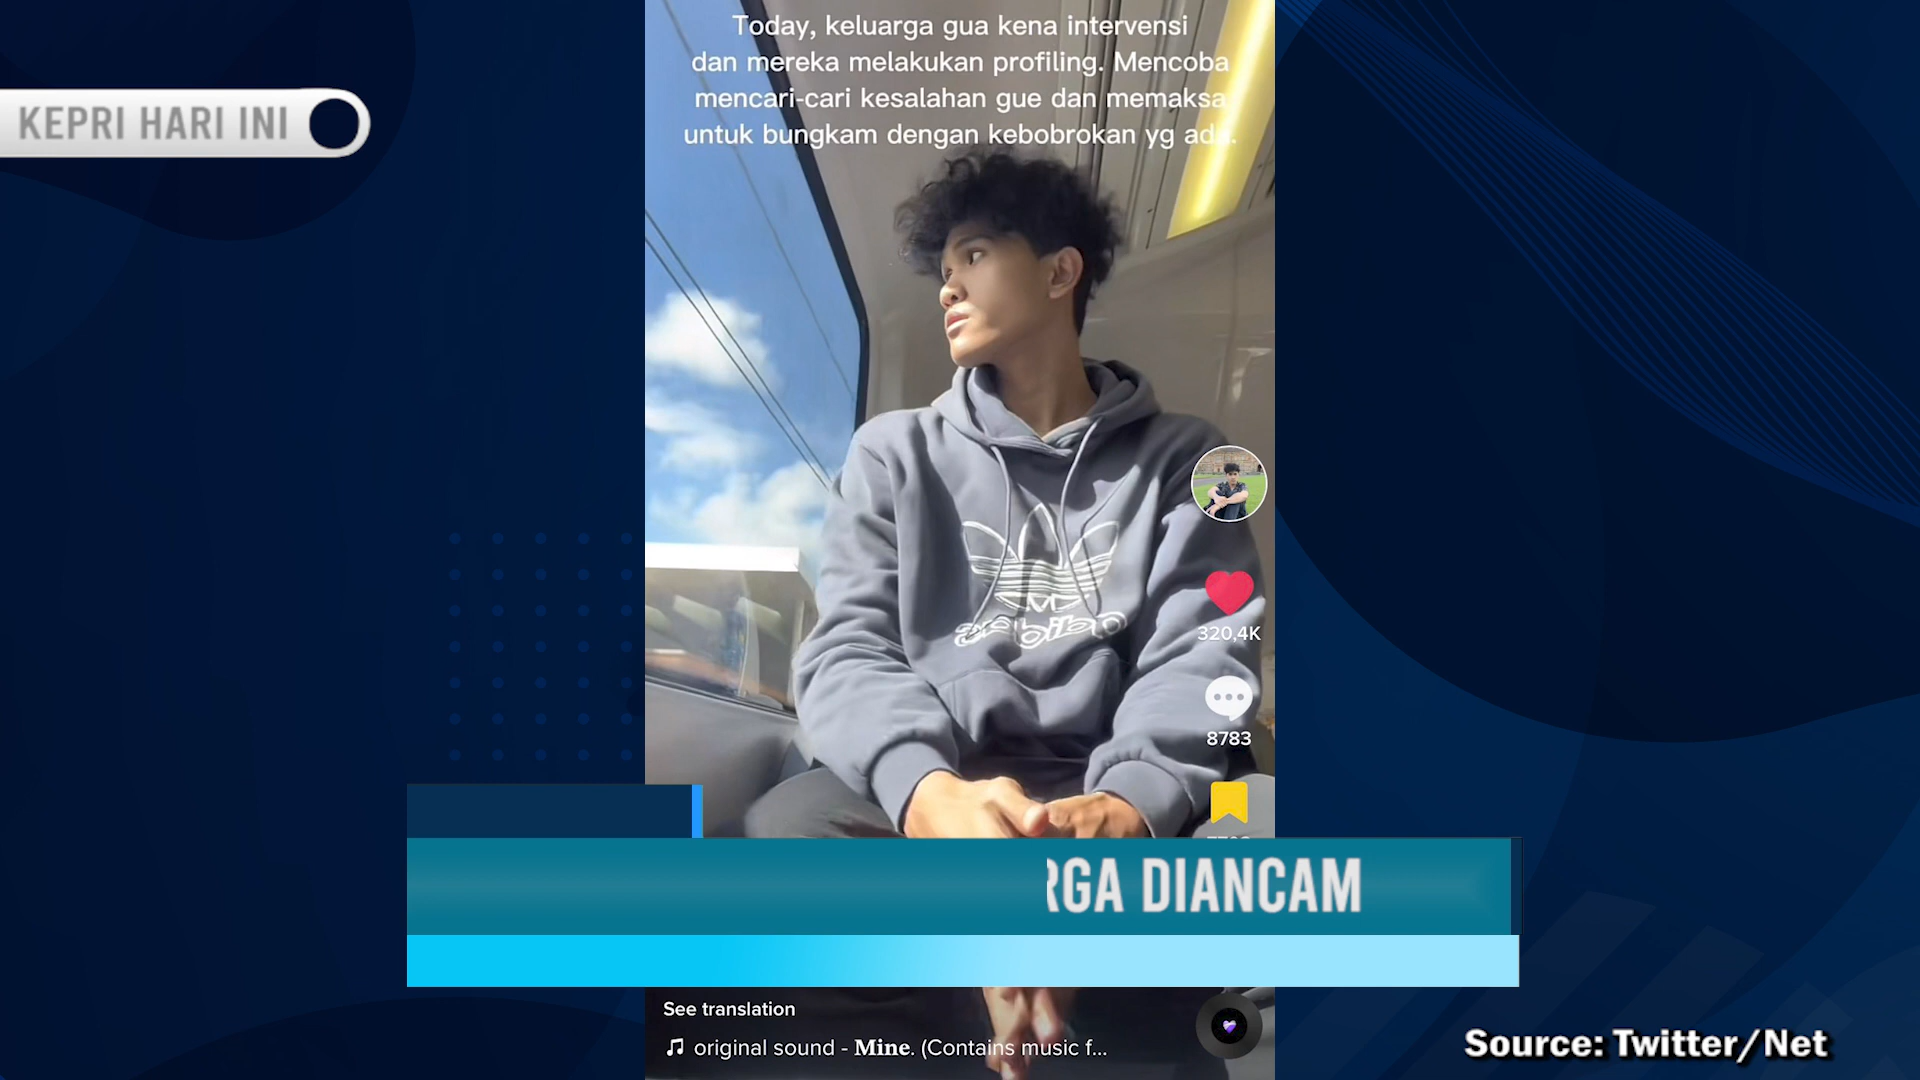 Today, keluarga gua kena intervensi
dan mereka melakukan profiling. Mencoba
mencari-cari kesalahan gue dan memaksa
untuk bungkam dengan kebobrokan yg ada.
KEPRI HARI INI
320,4K
8783
DIANCAM
See translation
original sound - Mine. (Contains music f...
Source: Twitter/Net